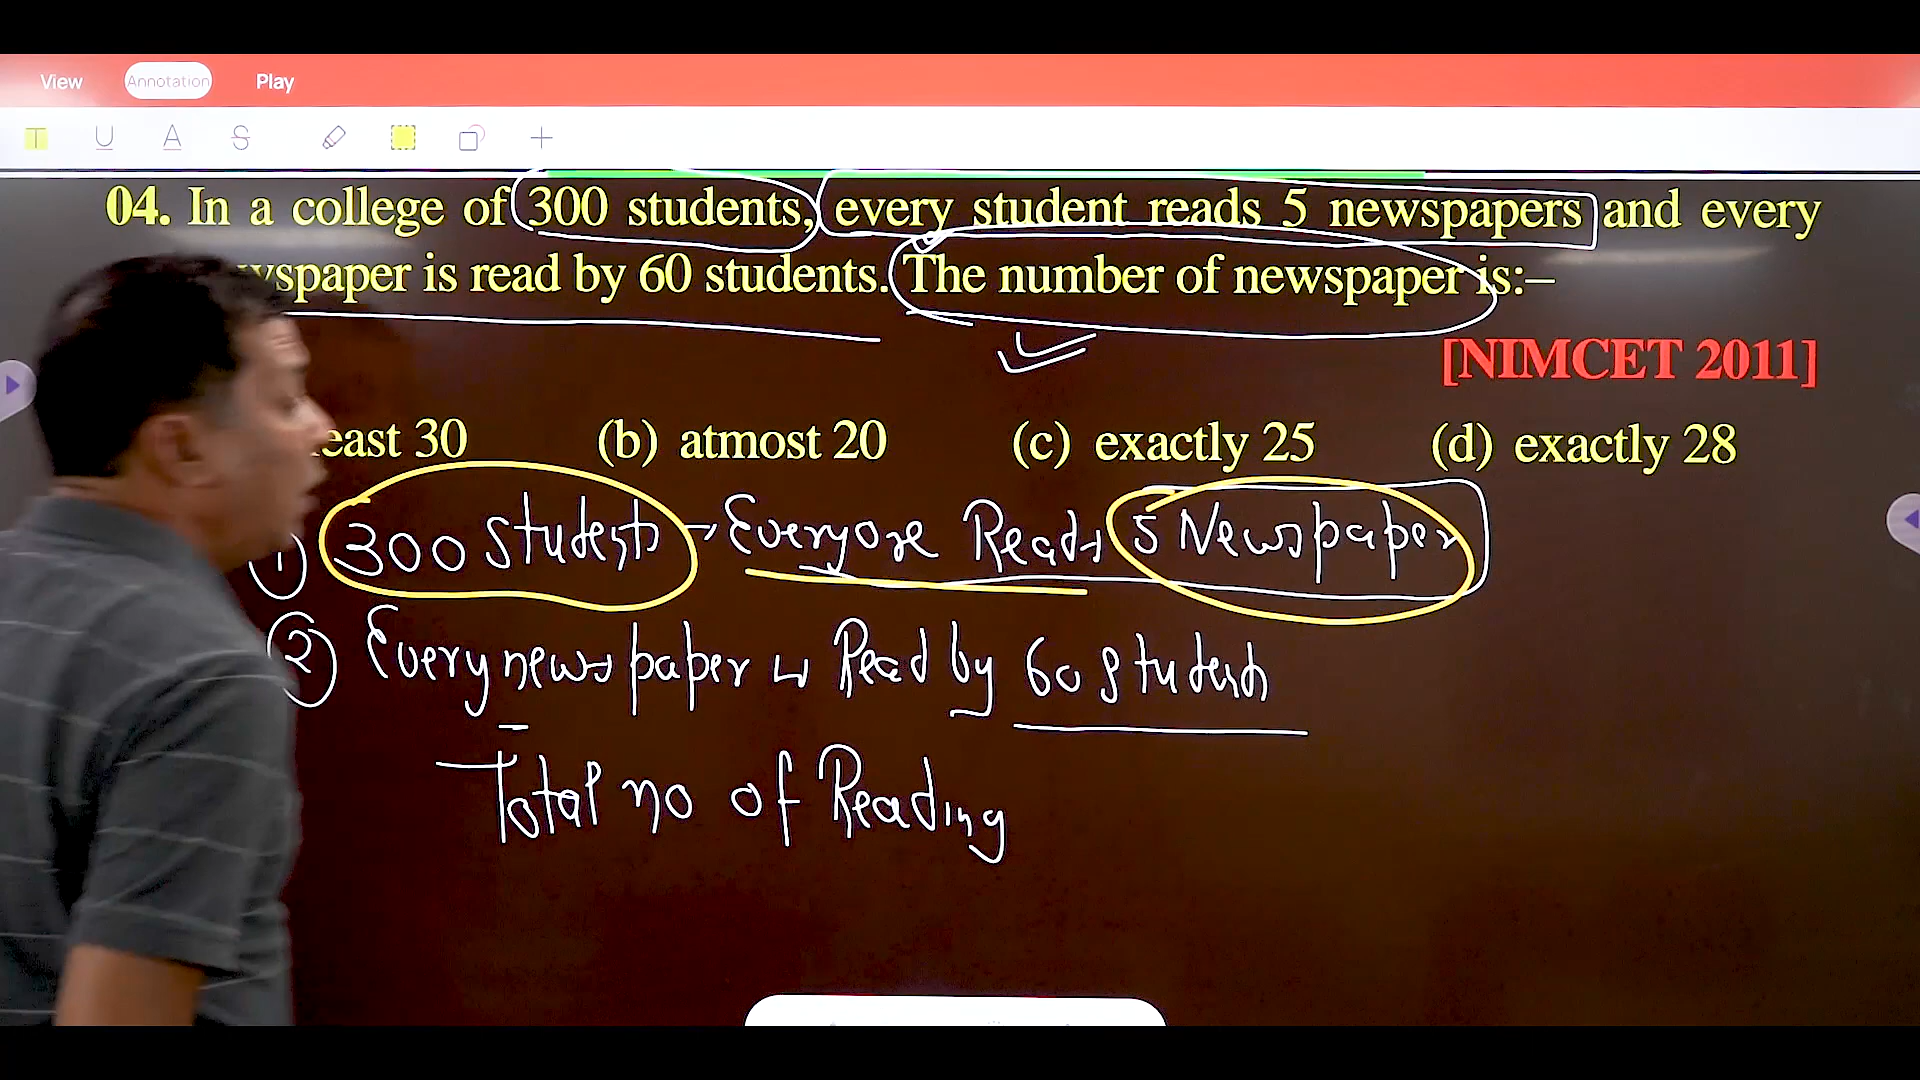 View Annotation Play
T U A S
04. In a college of 300 students, every student reads 5 newspapers and every
wspaper is read by 60 students. The number of newspaper is:–
[NIMCET 2011]
east 30 (b) atmost 20 (c) exactly 25 (d) exactly 28
1) 300 students → Everyone Reads 5 Newspaper
2 Every newspaper is Read by 60 students
Total no of Reading